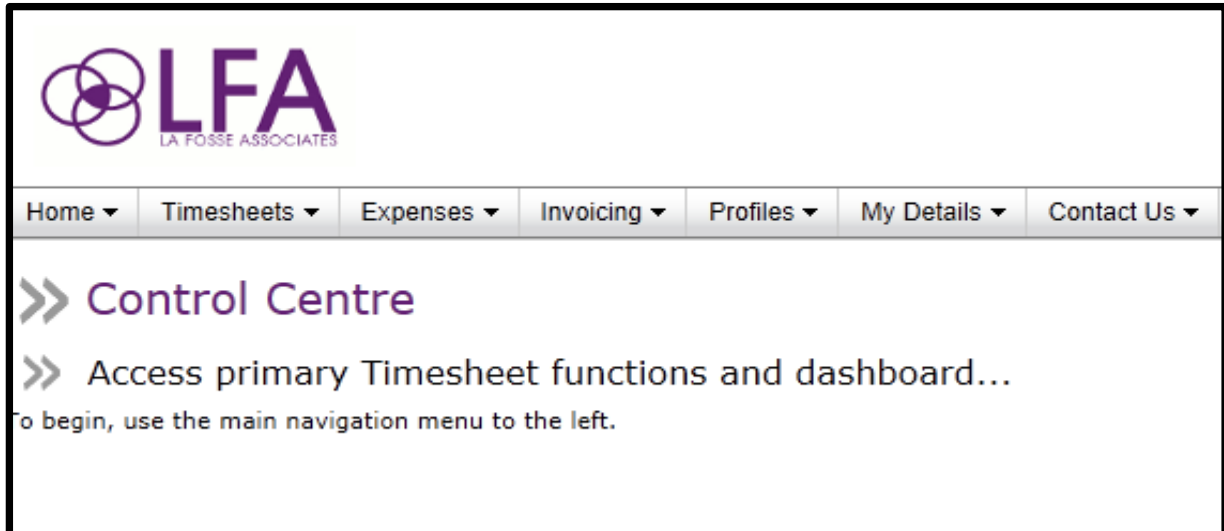 LFA
LA FOSSE ASSOCIATES
Home Timesheets Expenses Invoicing Profiles My Details Contact Us
Control Centre
Access primary Timesheet functions and dashboard...
To begin, use the main navigation menu to the left.